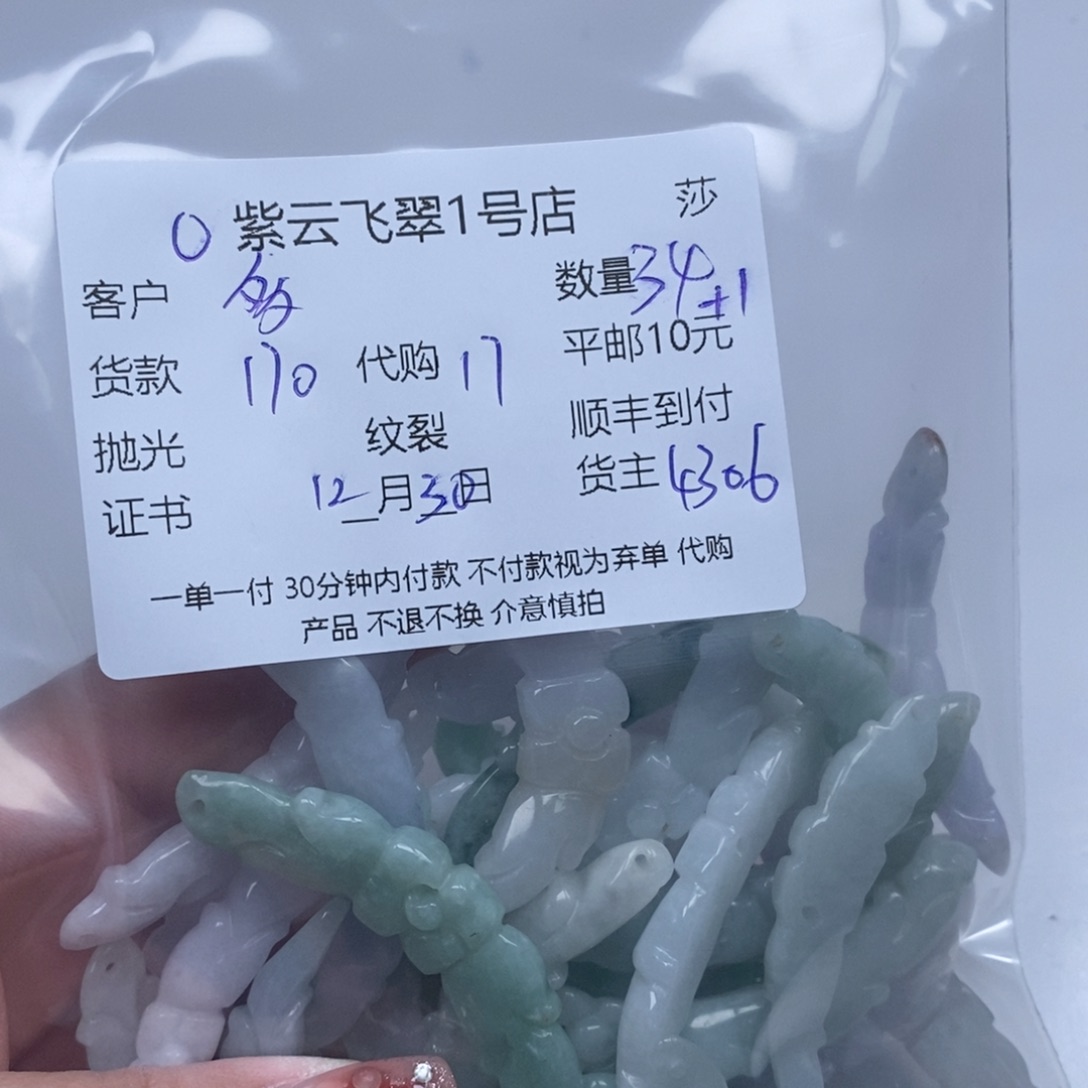 0 紫云飞翠1号店 莎
客户 数量34+1
货款 170 代购 17 平邮10元
抛光 纹裂 顺丰到付
证书 12月30日 货主4306
一单一付 30分钟内付款 不付款视为弃单 代购
产品 不退不换 介意慎拍